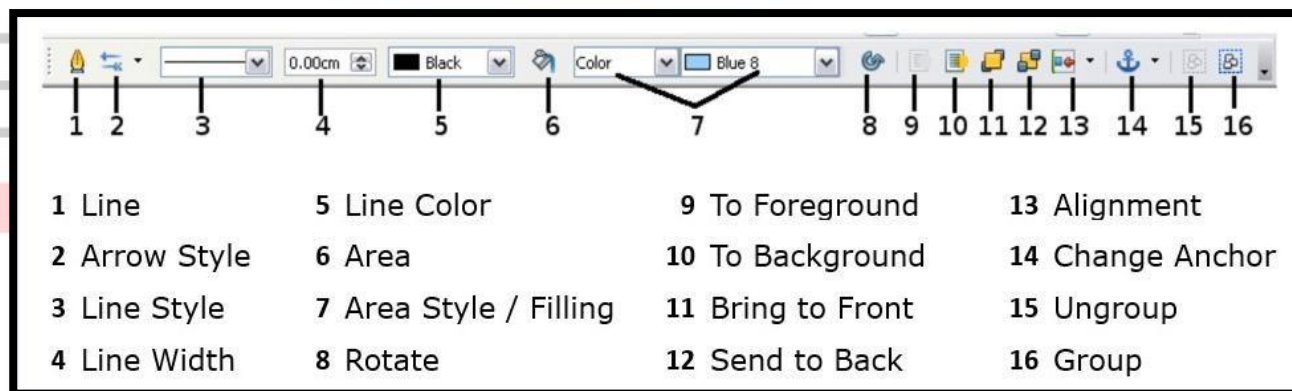 0.00cm Black Color Blue 8
1 2 3 4 5 6 7 8 9 10 11 12 13 14 15 16
1 Line
2 Arrow Style
3 Line Style
4 Line Width
5 Line Color
6 Area
7 Area Style / Filling
8 Rotate
9 To Foreground
10 To Background
11 Bring to Front
12 Send to Back
13 Alignment
14 Change Anchor
15 Ungroup
16 Group